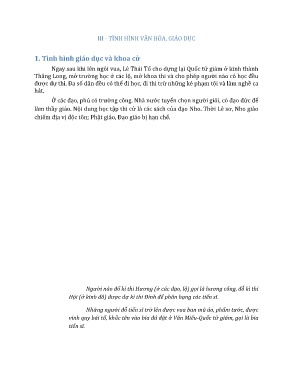 III - TÌNH HÌNH VĂN HÓA, GIÁO DỤC
1. Tình hình giáo dục và khoa cử
Ngay sau khi lên ngôi vua, Lê Thái Tổ cho dựng lại Quốc tử giám ở kinh thành
Thăng Long, mở trường học ở các lộ, mở khoa thi và cho phép người nào có học đều
được dự thi. Đa số dân đều có thể đi học, đi thi trừ những kẻ phạm tội và làm nghề ca
hát.
Ở các đạo, phủ có trường công. Nhà nước tuyển chọn người giỏi, có đạo đức để
làm thầy giáo. Nội dung học tập thi cử là các sách của đạo Nho. Thời Lê sơ, Nho giáo
chiếm địa vị độc tôn; Phật giáo, Đạo giáo bị hạn chế.
Người nào đỗ kì thi Hương (ở các đạo, lộ) gọi là hương cống, đỗ kì thi
Hội (ở kinh đô) được dự kì thi Đình để phân hạng các tiến sĩ.
Những người đỗ tiến sĩ trở lên được vua ban mũ áo, phẩm tước, được
vinh quy bái tổ, khắc tên vào bia đá đặt ở Văn Miếu-Quốc tử giám, gọi là bia
tiến sĩ.